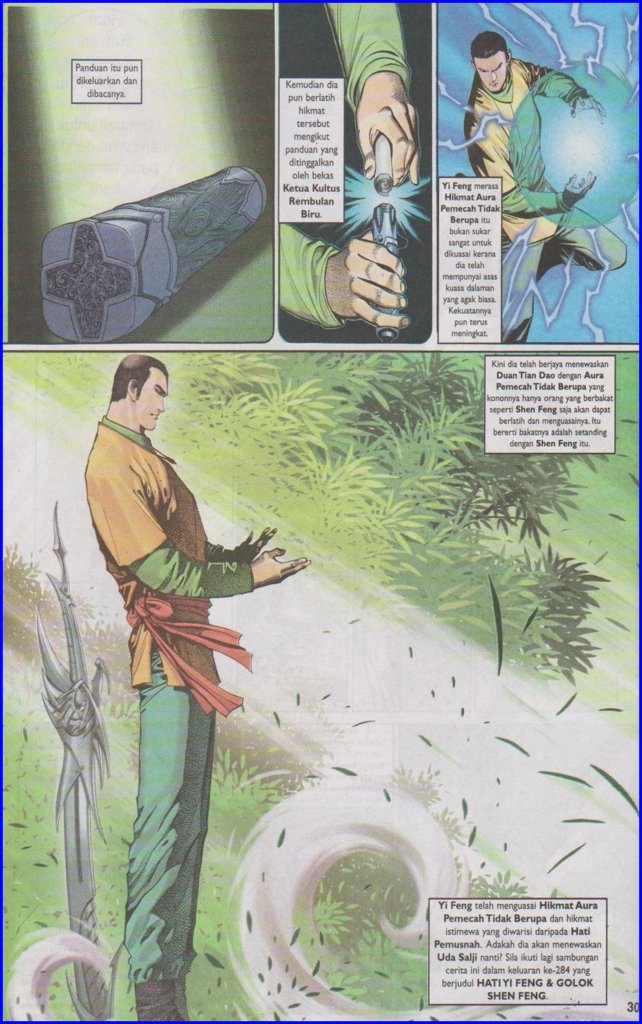 Panduan itu pun
dikeluarkan dan
dibacanya.
Kemudian dia
pun berlatih
hikmat
tersebut
mengikut
panduan yang
ditinggalkan
oleh bekas
Ketua Kultus
Rembulan
Biru.
Yi Feng merasa
Hikmat Aura
Pemecah Tidak
Berupa itu
bukan sukar
sangat untuk
dikuasai kerana
dia telah
mempunyai asas
kuasa dalaman
yang agak biasa.
Kekuatannya
pun terus
meningkat.
Kini dia telah berjaya menewaskan
Duan Tian Dao dengan Aura
Pemecah Tidak Berupa yang
kononnya hanya orang yang berbakat
seperti Shen Feng saja akan dapat
berlatih dan menguasainya. Itu
bererti bakatnya adalah setanding
dengan Shen Feng itu.
Yi Feng telah menguasai Hikmat Aura
Pemecah Tidak Berupa dan hikmat
istimewa yang diwarisi daripada Hati
Pemusnah. Adakah dia akan menewaskan
Uda Salji nanti? Sila ikuti lagi sambungan
cerita ini dalam keluaran ke-284 yang
berjudul HATI YI FENG & GOLOK
SHEN FENG.
30